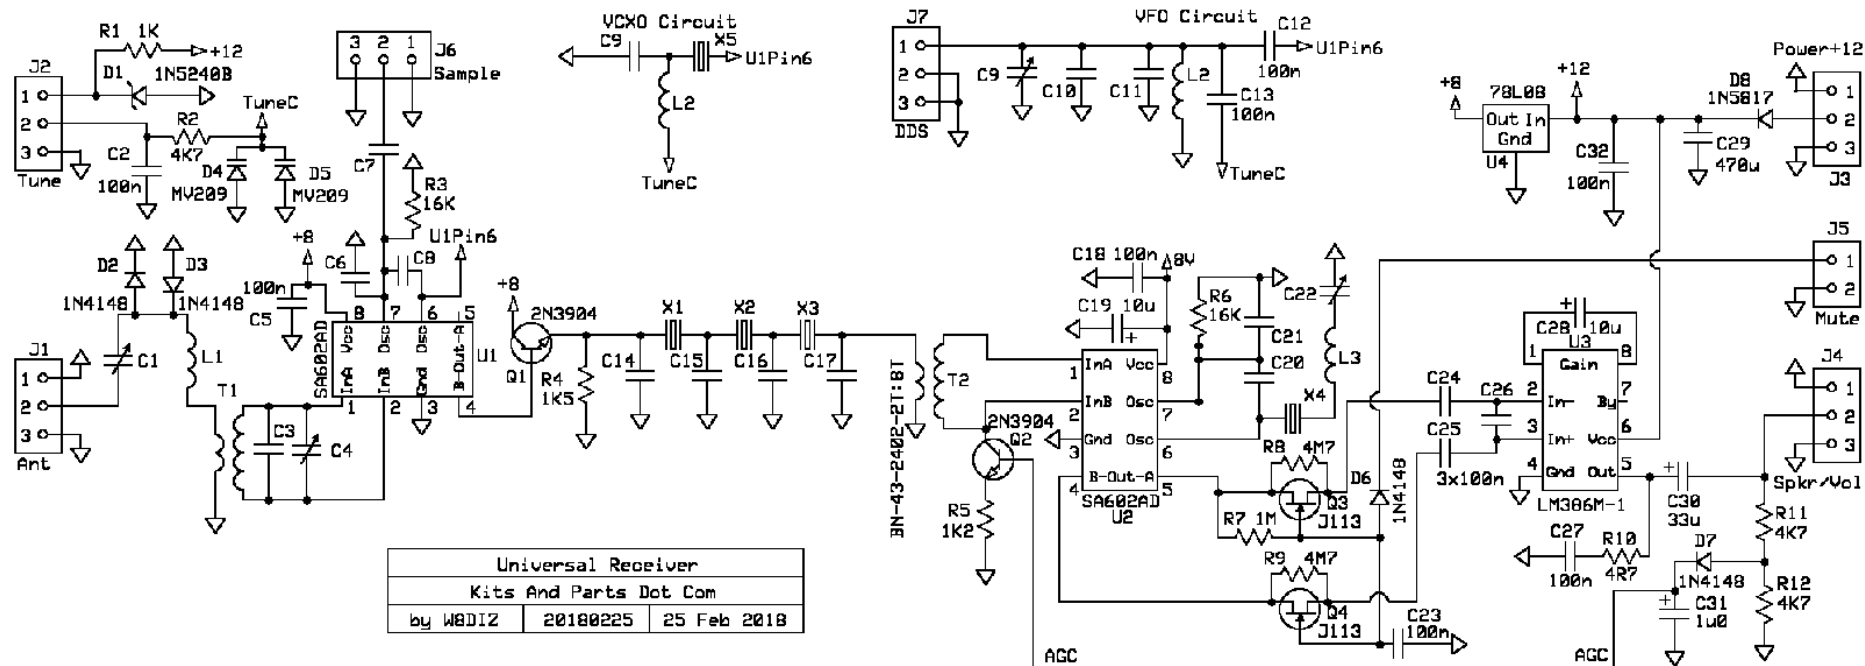 VCXO Circuit
VFO Circuit
R1 1K
+12
J2
D1
1N5240B
1
2
3
Tune
TuneC
R2
4K7
C2
100n
D4
MV209
D5
MV209
3 2 1
J6
Sample
C7
R3
16K
C9
X5
U1Pin6
L2
TuneC
J7
1
2
3
DDS
C9
C10
C11
L2
C12
100n
U1Pin6
C13
100n
TuneC
Power+12
+12
+8
78L08
Out In
Gnd
U4
C32
100n
C29
470u
D8
1N5817
1
2
3
J3
J5
1
2
Mute
D2
D3
1N4148
1N4148
+8
100n
C5
C6
C8
U1Pin6
J1
1
2
3
Ant
C1
L1
T1
C3
C4
8 7 6 5
SA602AD
Vcc
Osc
Osc
B-Out-A
InA
InB
Gnd
1 2 3 4
U1
+8
2N3904
Q1
R4
1K5
C14
X1
C15
X2
C16
X3
C17
BN-43-2402-2T:8T
T2
C18 100n
8V
C19 10u
+
R6
16K
C21
C20
C22
L3
X4
InA Vcc
InB Osc
Gnd Osc
B-Out-A
1
2
3
4
8
7
6
5
SA602AD
U2
2N3904
Q2
R5
1K2
AGC
R8
4M7
Q3
J113
R7 1M
R9
4M7
Q4
J113
D6
1N4148
C23
100n
C24
C25
C26
3x100n
+
C28 10u
U3
1
8
Gain
2 In- By 7
3 In+ Vcc 6
4 Gnd Out 5
LM386M-1
J4
1
2
3
Spkr/Vol
+
C30
33u
R11
4K7
C27
100n
R10
4R7
D7
1N4148
R12
4K7
+
C31
1u0
AGC
Universal Receiver
Kits And Parts Dot Com
by W8DIZ 20180225 25 Feb 2018